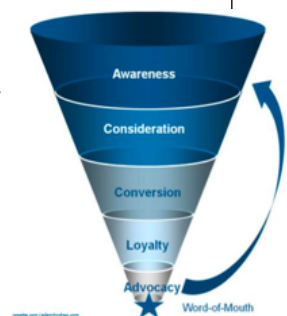 Awareness
Consideration
Conversion
Loyalty
Advocacy
Word-of-Mouth